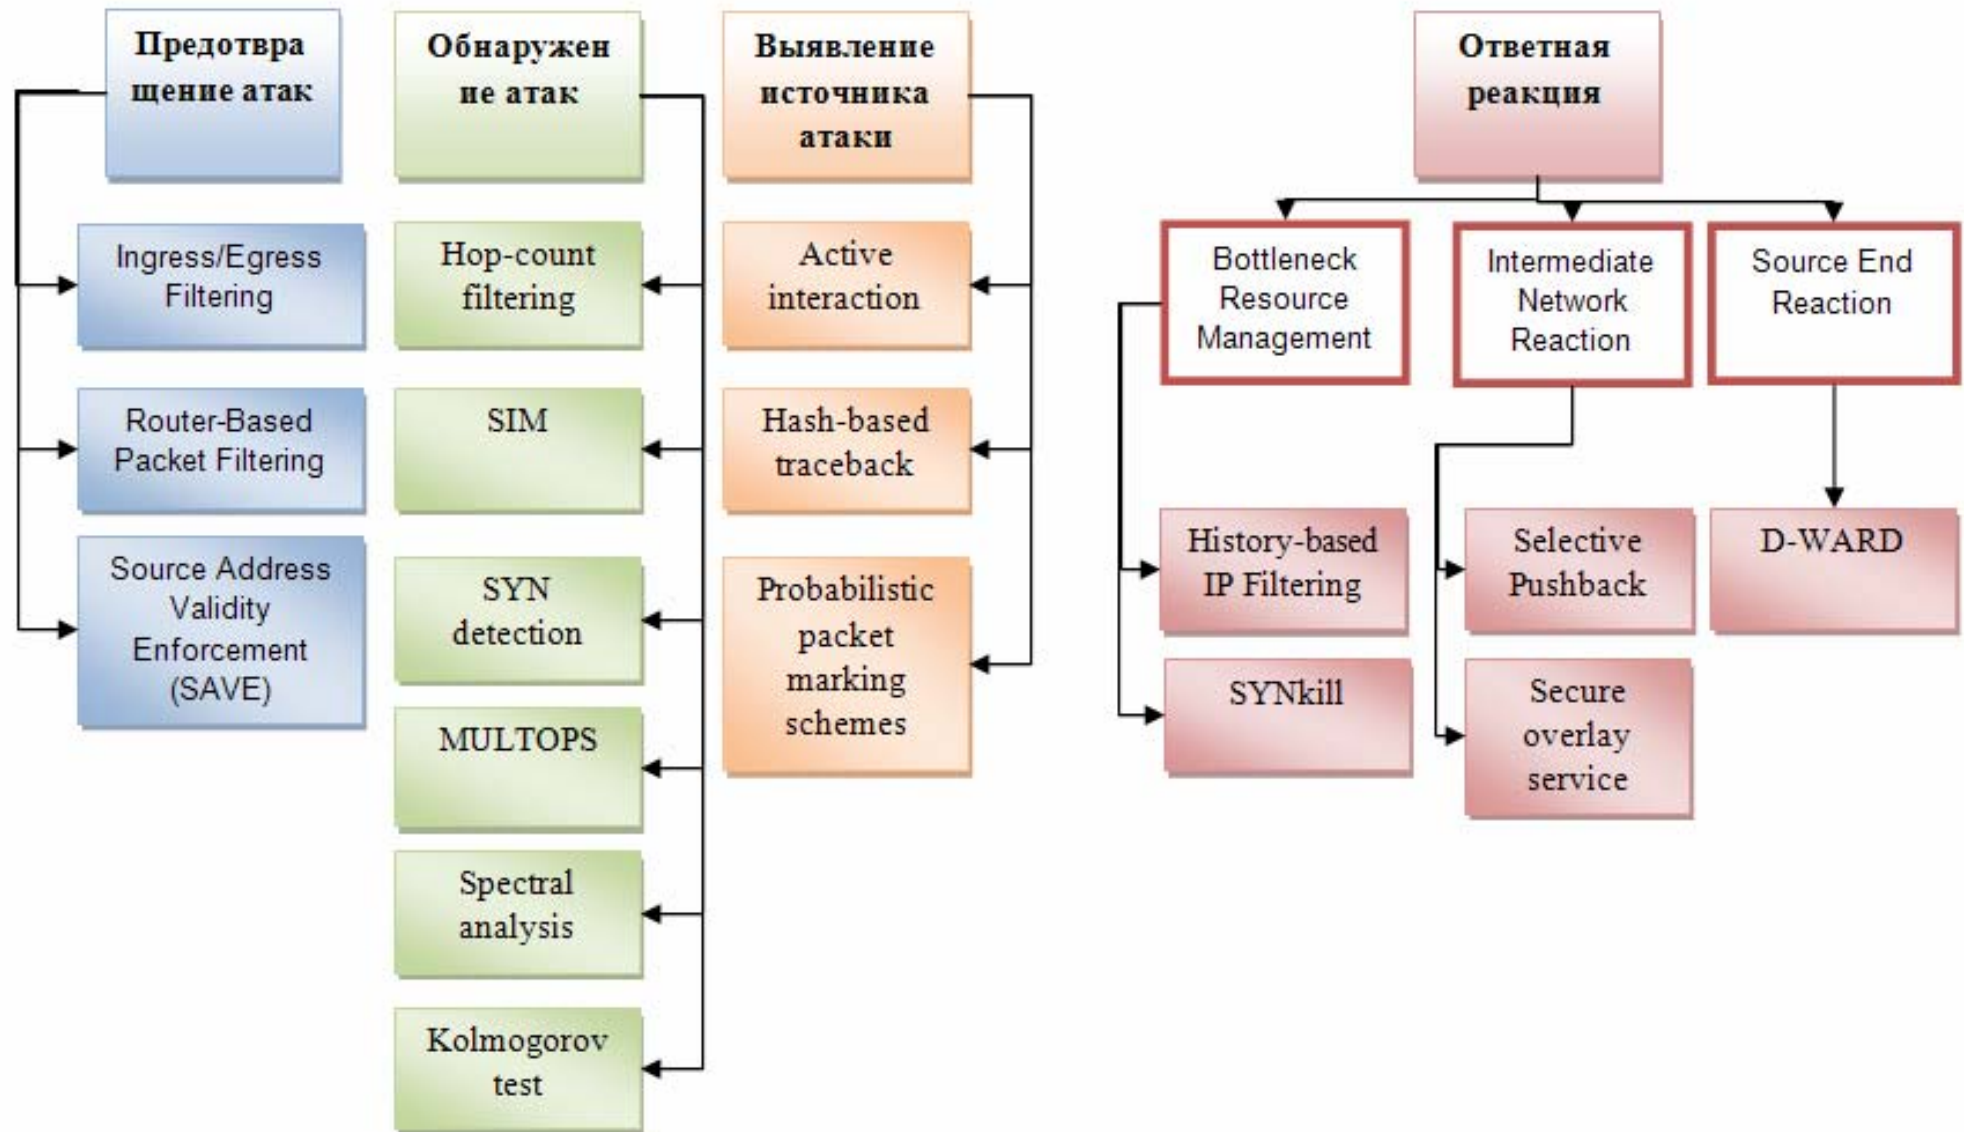 Предотвра
щение атак
Ingress/Egress
Filtering
Router-Based
Packet Filtering
Source Address
Validity
Enforcement
(SAVE)
Обнаружен
ие атак
Hop-count
filtering
SIM
SYN
detection
MULTOPS
Spectral
analysis
Kolmogorov
test
Выявление
источника
атаки
Active
interaction
Hash-based
traceback
Probabilistic
packet
marking
schemes
Ответная
реакция
Bottleneck
Resource
Management
History-based
IP Filtering
SYNkill
Intermediate
Network
Reaction
Selective
Pushback
Secure
overlay
service
Source End
Reaction
D-WARD